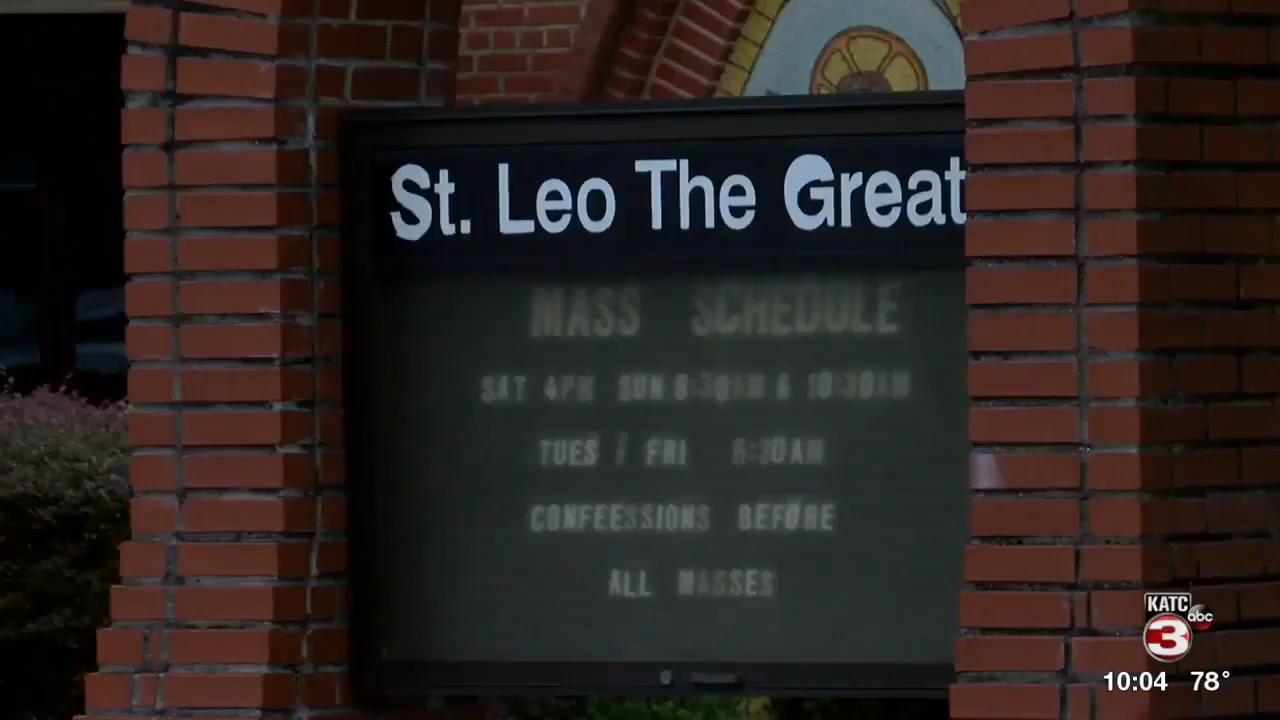 St. Leo The Great
MASS SCHEDULE
SAT 4PM SUN 8:30AM & 10:30AM
TUES / FRI :30AM
CONFEESSIONS BEFORE
ALL MASSES
KATC
abc
3
10:04 78°